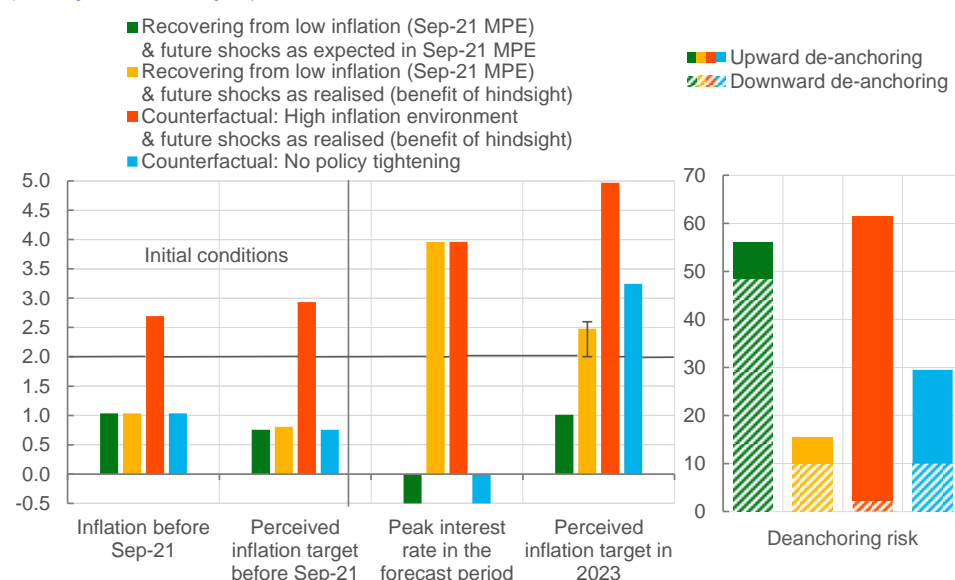 Recovering from low inflation (Sep-21 MPE)
& future shocks as expected in Sep-21 MPE
Recovering from low inflation (Sep-21 MPE)
& future shocks as realised (benefit of hindsight)
Counterfactual: High inflation environment
& future shocks as realised (benefit of hindsight)
Counterfactual: No policy tightening
Upward de-anchoring
Downward de-anchoring
5.0
4.5
4.0
3.5
3.0
2.5
2.0
1.5
1.0
0.5
0.0
-0.5
Initial conditions
Inflation before
Sep-21
Perceived
inflation target
before Sep-21
Peak interest
rate in the
forecast period
Perceived
inflation target in
2023
70
60
50
40
30
20
10
0
Deanchoring risk